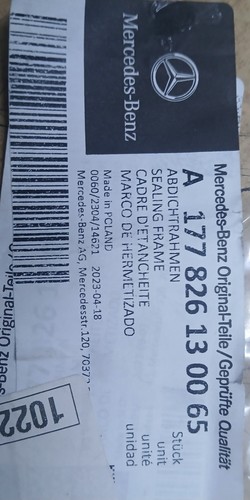 Mercedes-Benz
Mercedes-Benz Original-Teile/Geprüfte Qualität
A 177 826 13 00 65
ABDICHTRAHMEN Stück
SEALING FRAME unit
CADRE D'ETANCHEITE unité
MARCO DE HERMETIZADO unidad
Made in POLAND
0060/2304/14621 2023-04-18
Mercedes-Benz AG, Mercedesstr.120,
1022